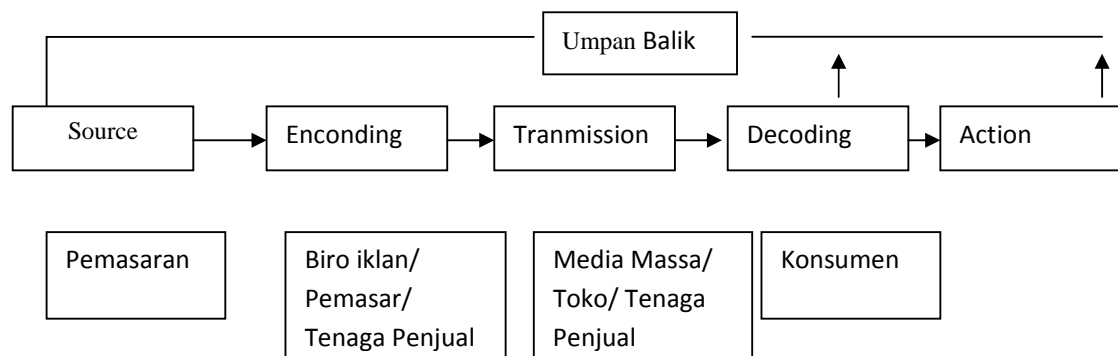 Umpan Balik
Source
Enconding
Tranmission
Decoding
Action
Pemasaran
Biro iklan/
Pemasar/
Tenaga Penjual
Media Massa/
Toko/ Tenaga
Penjual
Konsumen